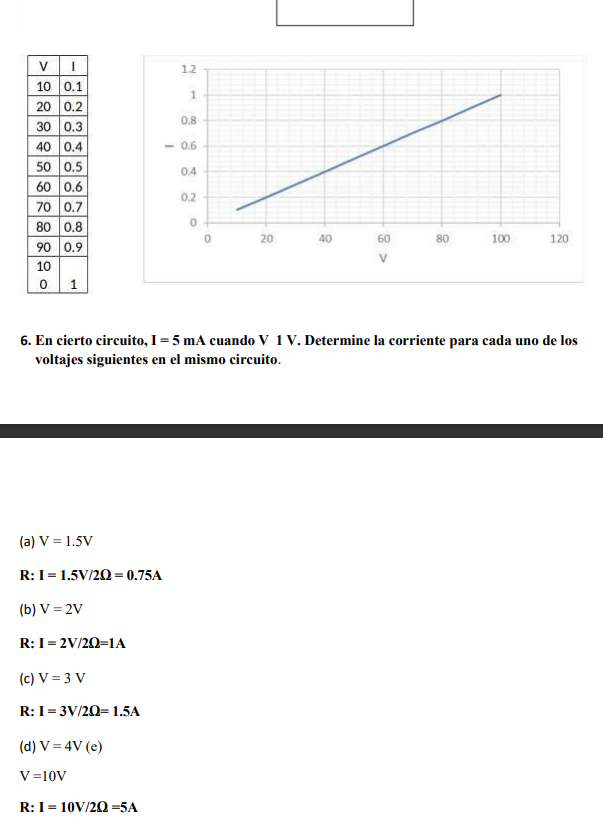 V I
10 0.1
20 0.2
30 0.3
40 0.4
50 0.5
60 0.6
70 0.7
80 0.8
90 0.9
10
0 1
1.2
1
0.8
0.6
0.4
0.2
0
I
0 20 40 60 80 100 120
V
6. En cierto circuito, I = 5 mA cuando V 1 V. Determine la corriente para cada uno de los
voltajes siguientes en el mismo circuito.
(a) V = 1.5V
R: I = 1.5V/2Ω = 0.75A
(b) V = 2V
R: I = 2V/2Ω=1A
(c) V = 3 V
R: I = 3V/2Ω= 1.5A
(d) V = 4V (e)
V =10V
R: I = 10V/2Ω =5A